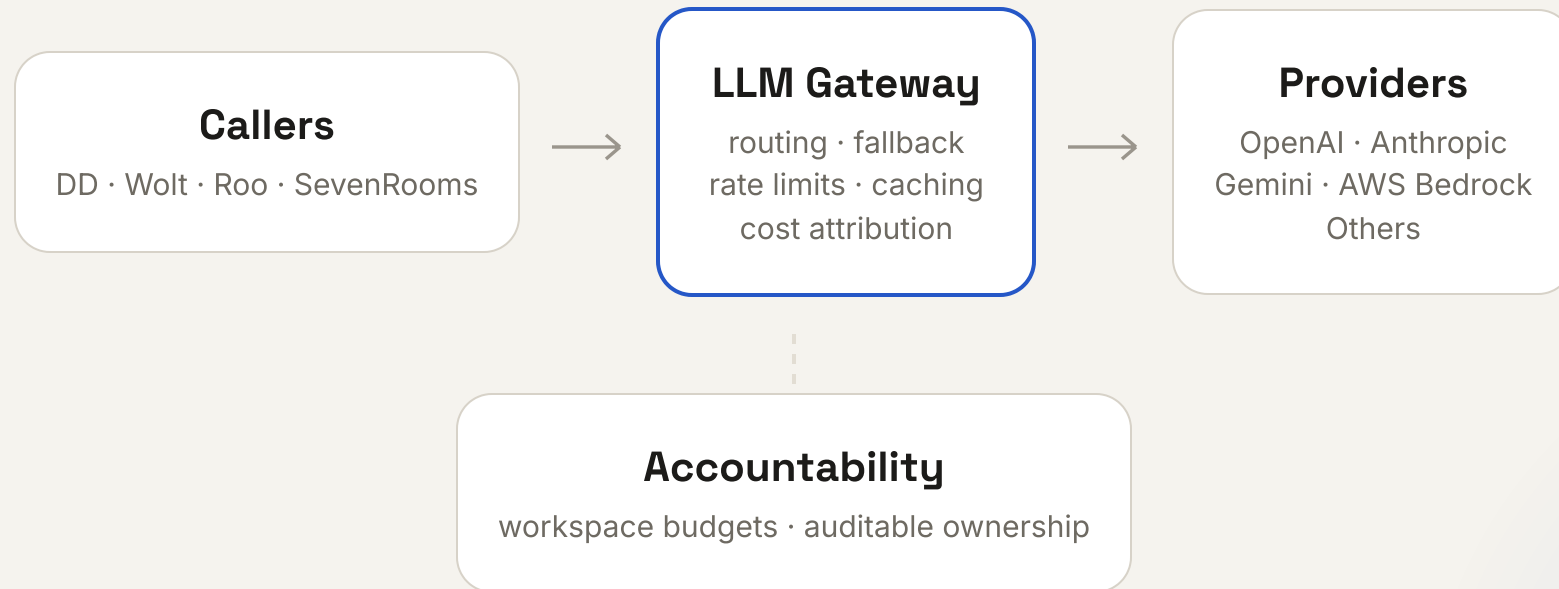 Callers
DD · Wolt · Roo · SevenRooms
LLM Gateway
routing · fallback
rate limits · caching
cost attribution
Providers
OpenAI · Anthropic
Gemini · AWS Bedrock
Others
Accountability
workspace budgets · auditable ownership